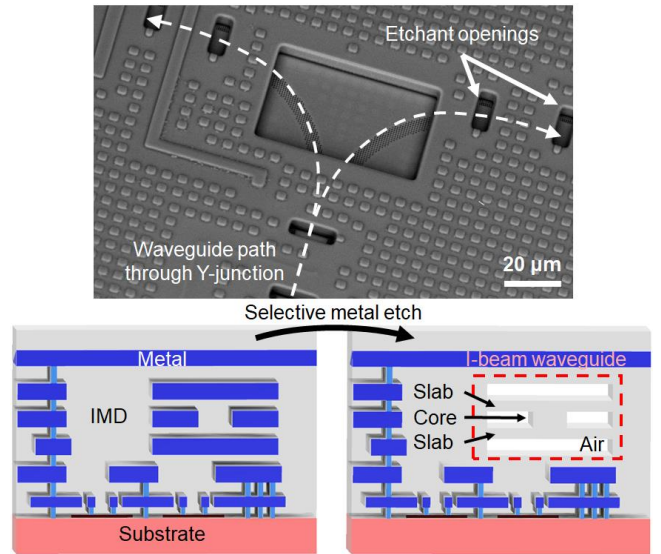 Etchant openings
Waveguide path
through Y-junction
20 μm
Selective metal etch
Metal
IMD
Substrate
I-beam waveguide
Slab
Core
Slab
Air